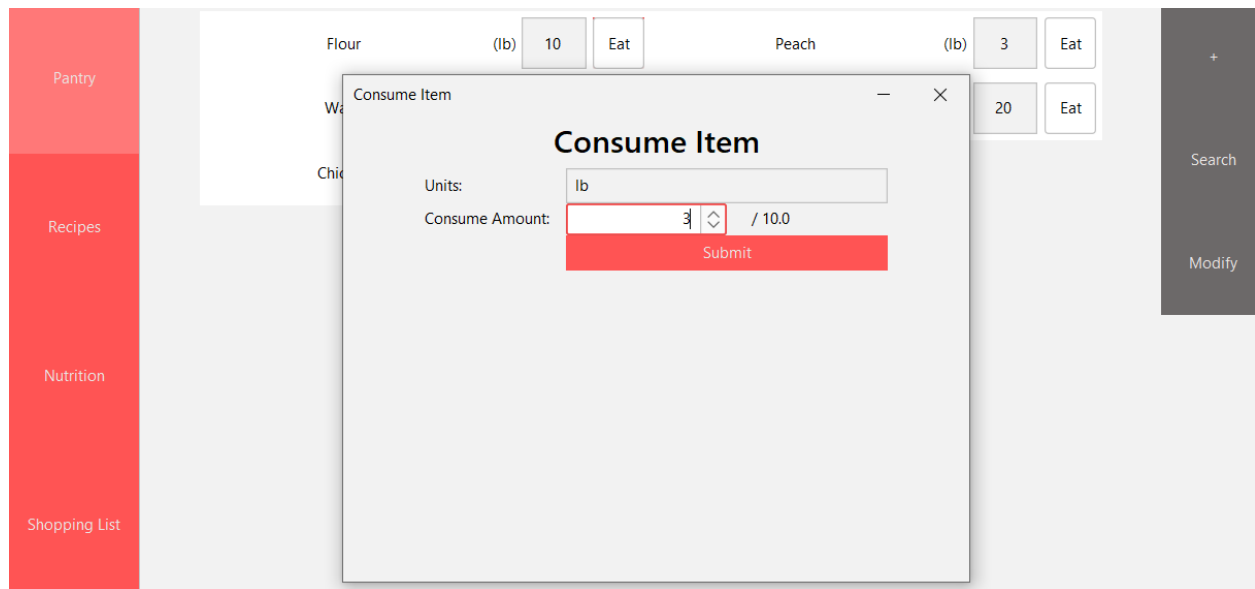 Pantry
Recipes
Nutrition
Shopping List
Flour (lb) 10 Eat Peach (lb) 3 Eat
20 Eat
Consume Item
Consume Item
Units: lb
Consume Amount: 3 / 10.0
Submit
+
Search
Modify